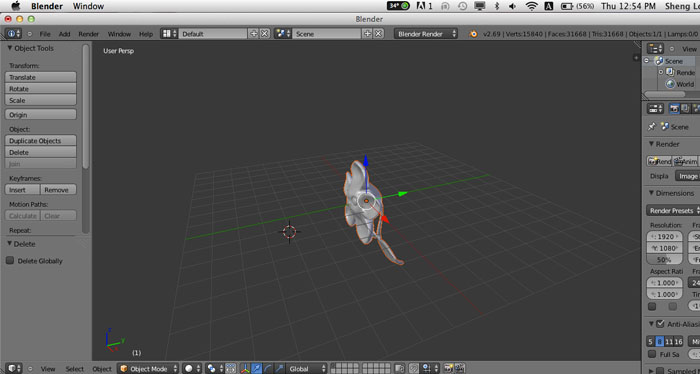 Blender Window 34° 1 A (56%) Thu 12:54 PM Sheng L
Blender
File Add Render Window Help Default Scene Blender Render v2.69 | Verts:15840 | Faces:31668 | Tris:31668 | Objects:1/1 | Lamps:0/0
Object Tools
Transform:
Translate
Rotate
Scale
Origin
Object:
Duplicate Objects
Delete
Join
Keyframes:
Insert Remove
Motion Paths:
Calculate Clear
Repeat:
Delete
Delete Globally
User Persp
z
y
(1)
View Select Object Object Mode Global
View
Scene
Rende
World
Scene
Render
Rend Anim
Displa Image
Dimensions
Render Presets
Resolution:
1920
Y: 1080
50%
Aspect Rati
1.000
1.000
24
Anti-Aliasi
5 8 11 16 Mi
Full Sa
Sampled